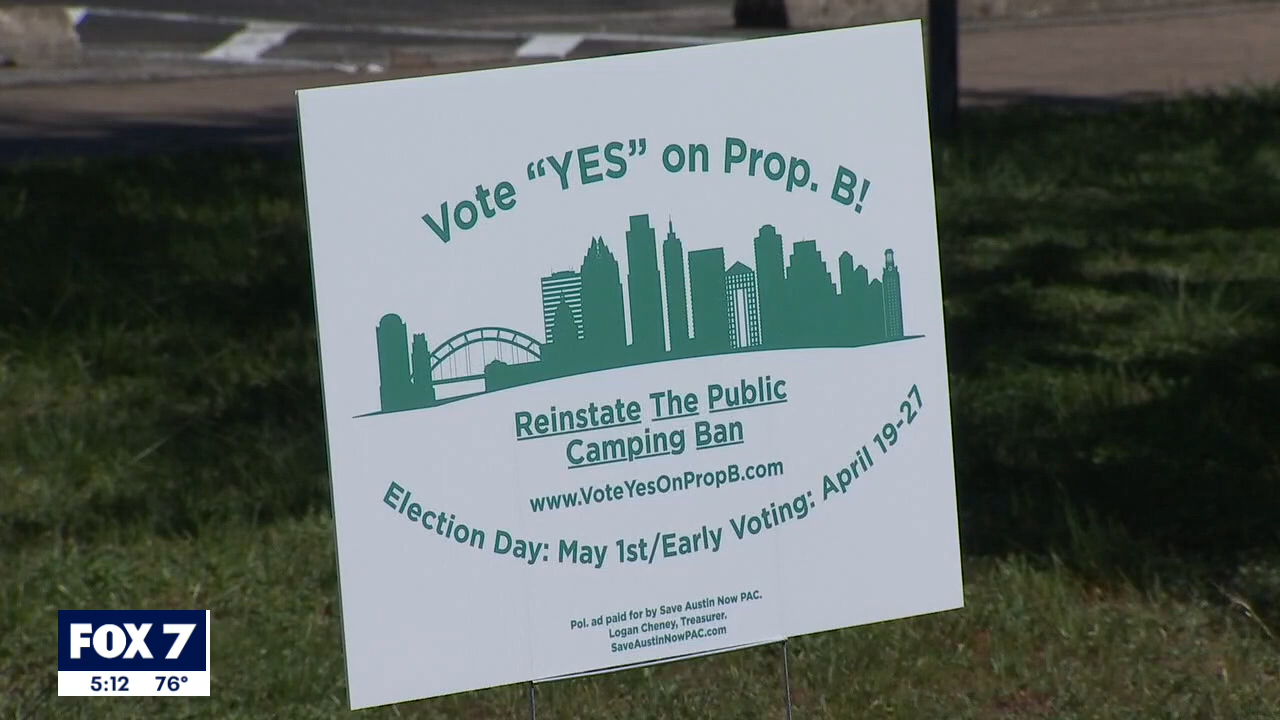 Vote “YES” on Prop. B!
Reinstate The Public
Camping Ban
www.VoteYesOnPropB.com
Election Day: May 1st/Early Voting: April 19-27
Pol. ad paid for by Save Austin Now PAC.
Logan Cheney, Treasurer.
SaveAustinNowPAC.com
FOX 7
5:12 76°